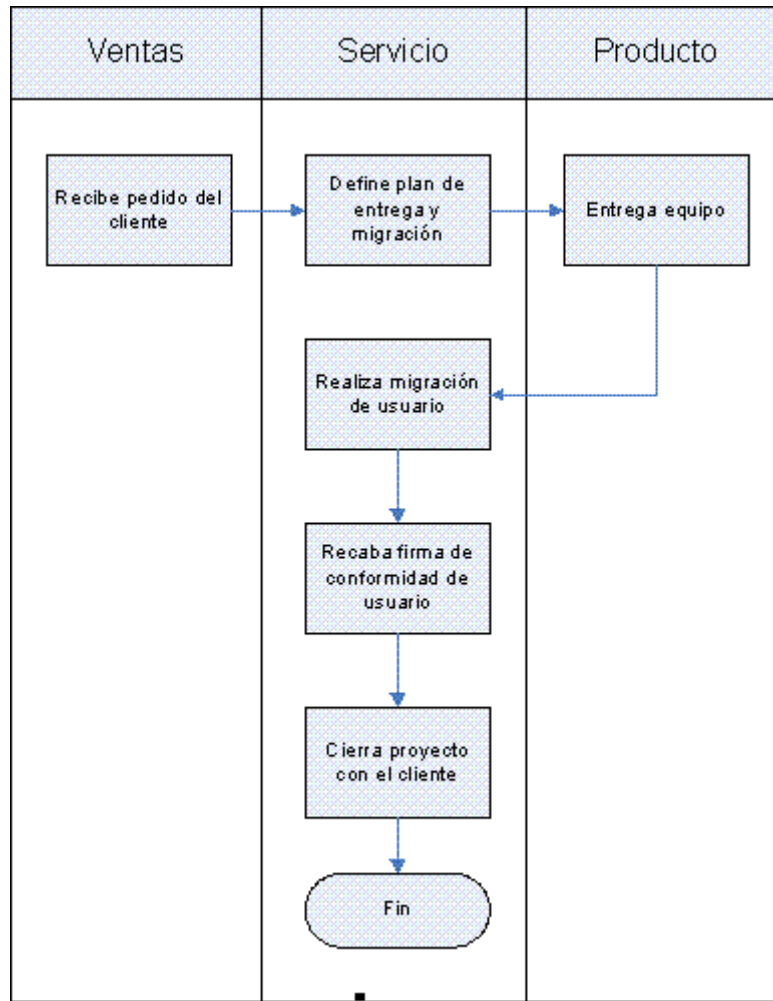 Ventas
Servicio
Producto
Recibe pedido del
cliente
Define plan de
entrega y
migración
Entrega equipo
Realiza migración
de usuario
Recaba firma de
conformidad de
usuario
Cierra proyecto
con el cliente
Fin